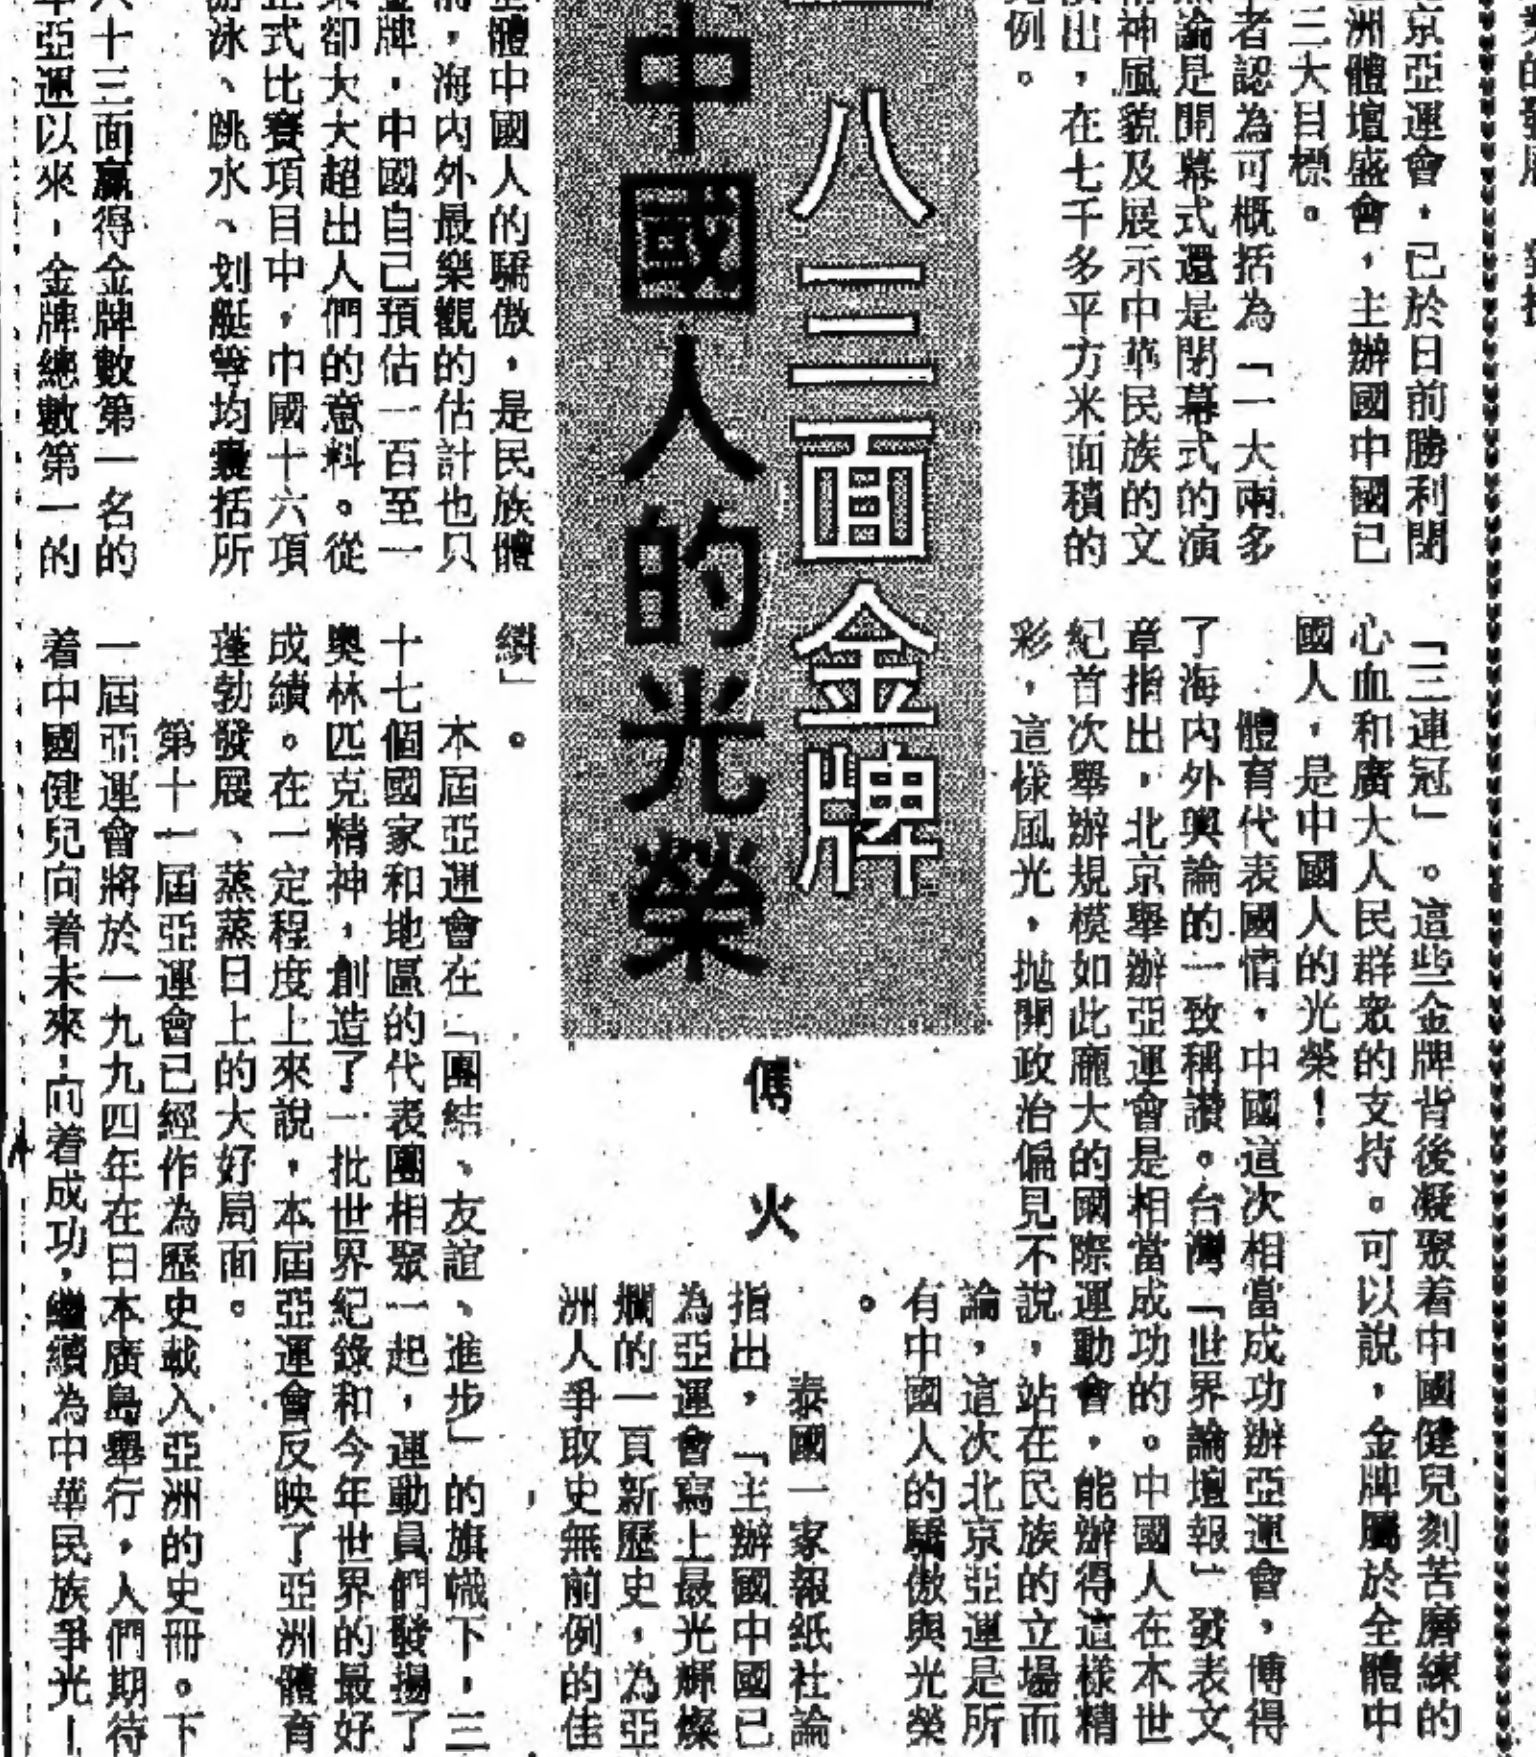 業的發展
京亞運會，已於日前勝利閉
洲體壇盛會，主辦國中國已
三大目標。
者認為可概括為「一大兩多
論是開幕式還是閉幕式的演
神風貌及展示中華民族的文
出，在七千多平方米面積的
例。
八三面金牌
中國人的光榮
傅火
體中國人的驕傲，是民族體
，海內外最樂觀的估計也只
牌，中國自己預估一百至一
卻大大超出人們的意料。從
式比賽項目中，中國十六項
泳、跳水、划艇等均囊括所
十三面贏得金牌數第一名的
亞運以來，金牌總數第一的
「三連冠」。這些金牌背後凝聚着中國健兒刻苦磨練的
心血和廣大人民群衆的支持。可以說，金牌屬於全體中
國人，是中國人的光榮！
體育代表國情，中國這次相當成功辦亞運會，博得
了海內外輿論的一致稱讚。台灣「世界論壇報」發表文
章指出，北京舉辦亞運會是相當成功的。中國人在本世
紀首次舉辦規模如此龐大的國際運動會，能辦得這樣精
彩，這樣風光，拋開政治偏見不說，站在民族的立場而
論，這次北京亞運是所
有中國人的驕傲與光榮
。
泰國一家報紙社論
指出，「主辦國中國已
為亞運會寫上最光輝燦
爛的一頁新歷史，為亞
洲人爭取史無前例的佳
績」。
本屆亞運會在「團結、友誼、進步」的旗幟下，三
十七個國家和地區的代表團相聚一起，運動員們發揚了
奧林匹克精神，創造了一批世界紀錄和今年世界的最好
成績。在一定程度上來說，本屆亞運會反映了亞洲體育
蓬勃發展、蒸蒸日上的大好局面。
第十一屆亞運會已經作為歷史載入亞洲的史冊。下
一屆亞運會將於一九九四年在日本廣島舉行，人們期待
着中國健兒向着未來，向着成功，繼續為中華民族爭光！